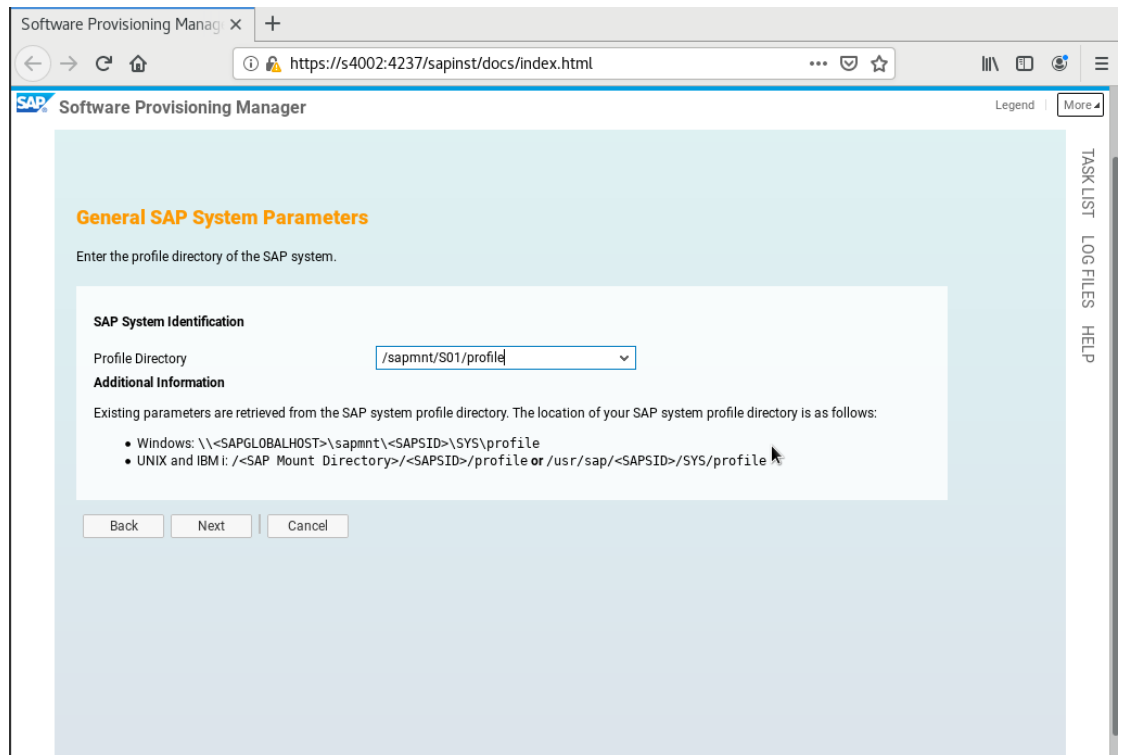 Software Provisioning Manag
https://s4002:4237/sapinst/docs/index.html
SAP Software Provisioning Manager
Legend
More
TASK LIST
LOG FILES
HELP
General SAP System Parameters
Enter the profile directory of the SAP system.
SAP System Identification
Profile Directory /sapmnt/S01/profile
Additional Information
Existing parameters are retrieved from the SAP system profile directory. The location of your SAP system profile directory is as follows:
• Windows: \\<SAPGLOBALHOST>\sapmnt\<SAPSID>\SYS\profile
• UNIX and IBM i: /<SAP Mount Directory>/<SAPSID>/profile or /usr/sap/<SAPSID>/SYS/profile
Back Next Cancel